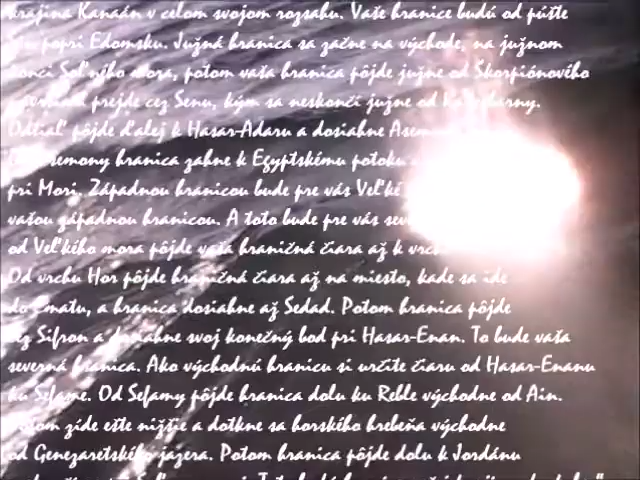 krajina Kanaán v celom svojom rozsahu. Vaše hranice budú od púšte
popri Edomsku. Južná hranica sa začne na východe, na južnom
konci Soľného mora, potom vaša hranica pôjde južne od Škorpiónového
prejde cez Senu, kým sa neskončí južne od
Odtiaľ pôjde ďalej k Hasar-Adaru a dosiahne
hranica zahne k Egyptskému potoku
pri Mori. Západnou hranicou bude pre vás Veľké
vašou západnou hranicou. A toto bude pre vás
od Veľkého mora pôjde vaša hraničná čiara až k
Od vrchu Hor pôjde hraničná čiara až na miesto, kade sa ide
do Ematu, a hranica dosiahne až Sedad. Potom hranica pôjde
Sifron a dosiahne svoj konečný bod pri Hasar-Enan. To bude vaša
severná hranica. Ako východnú hranicu si určíte čiaru od Hasar-Enanu
ku Sefame. Od Sefamy pôjde hranica dolu ku Reble východne od Ain.
Potom zíde ešte nižšie a dotkne sa horského hrebeňa východne
od Genezaretského jazera. Potom hranica pôjde dolu k Jordánu